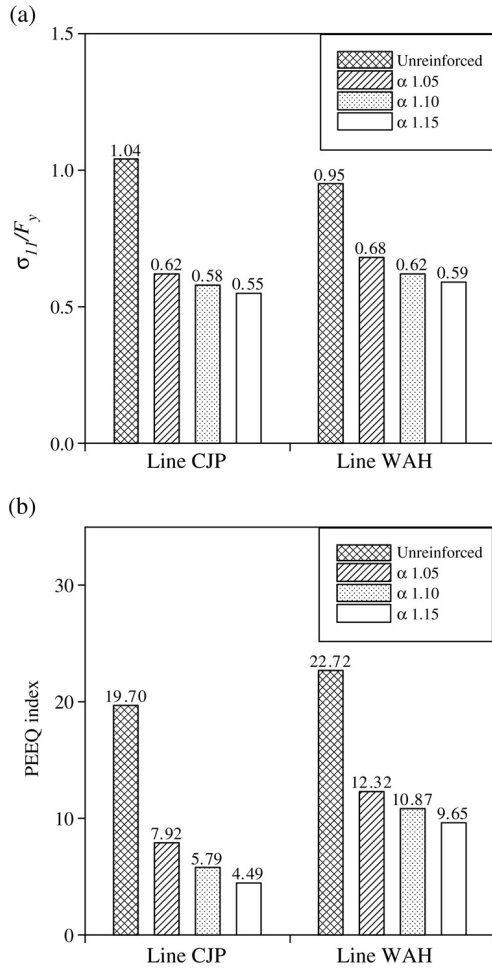 (a)
1.5
Unreinforced
α 1.05
α 1.10
α 1.15
1.04
1.0
0.95
σ11/Fy
0.62
0.58
0.55
0.68
0.62
0.59
0.5
0.0
Line CJP
Line WAH
(b)
Unreinforced
α 1.05
α 1.10
α 1.15
30
22.72
19.70
20
PEEQ index
12.32
10.87
9.65
10
7.92
5.79
4.49
0
Line CJP
Line WAH